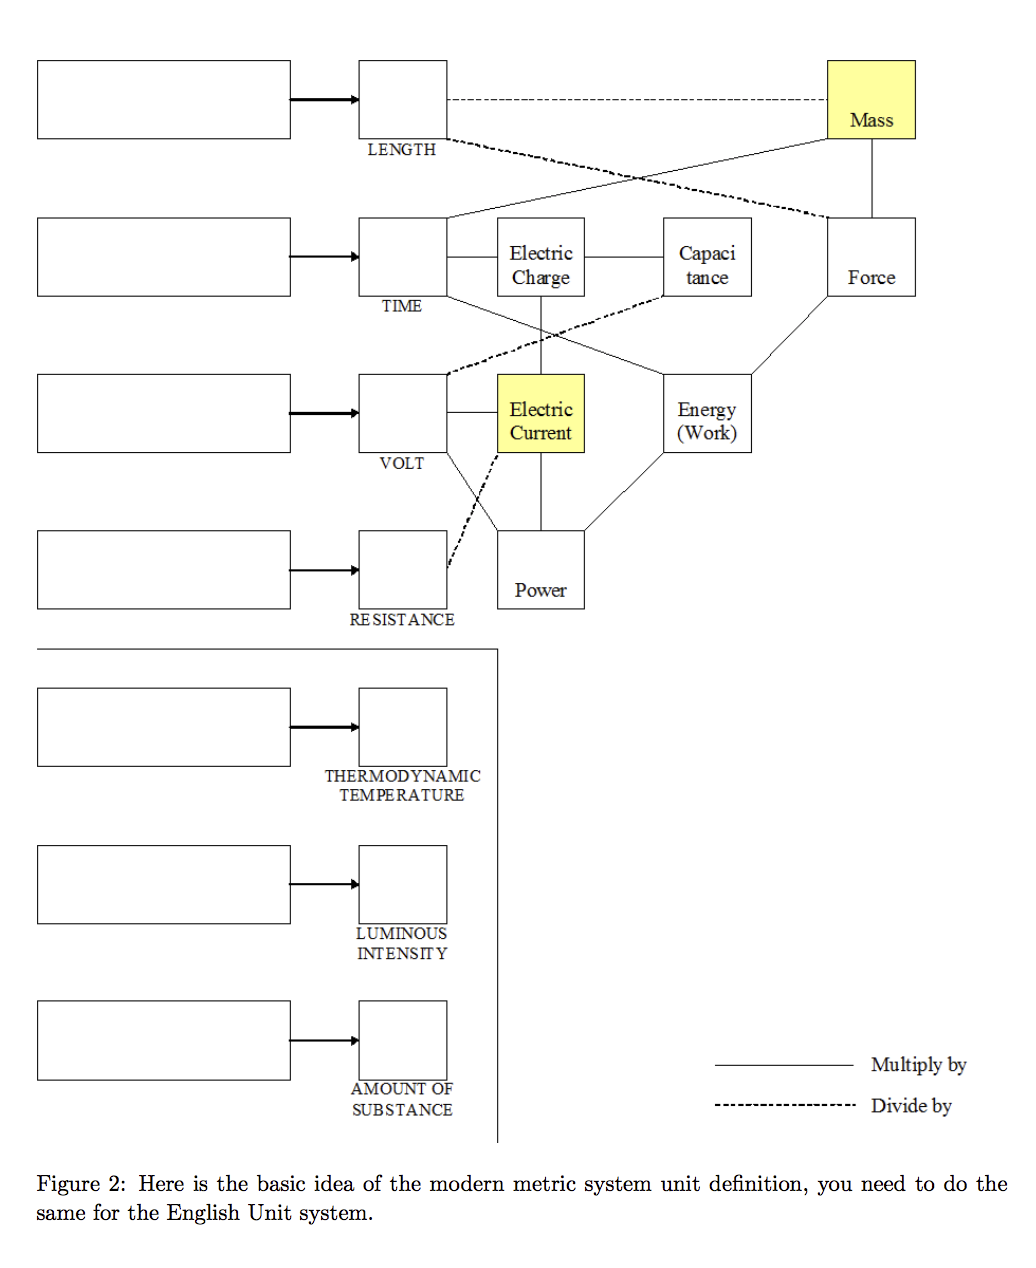 Mass
LENGTH
Electric
Charge
Capaci
tance
Force
TIME
Electric
Current
Energy
(Work)
VOLT
Power
RESISTANCE
THERMODYNAMIC
TEMPERATURE
LUMINOUS
INTENSITY
AMOUNT OF
SUBSTANCE
Multiply by
Divide by
Figure 2: Here is the basic idea of the modern metric system unit definition, you need to do the
same for the English Unit system.